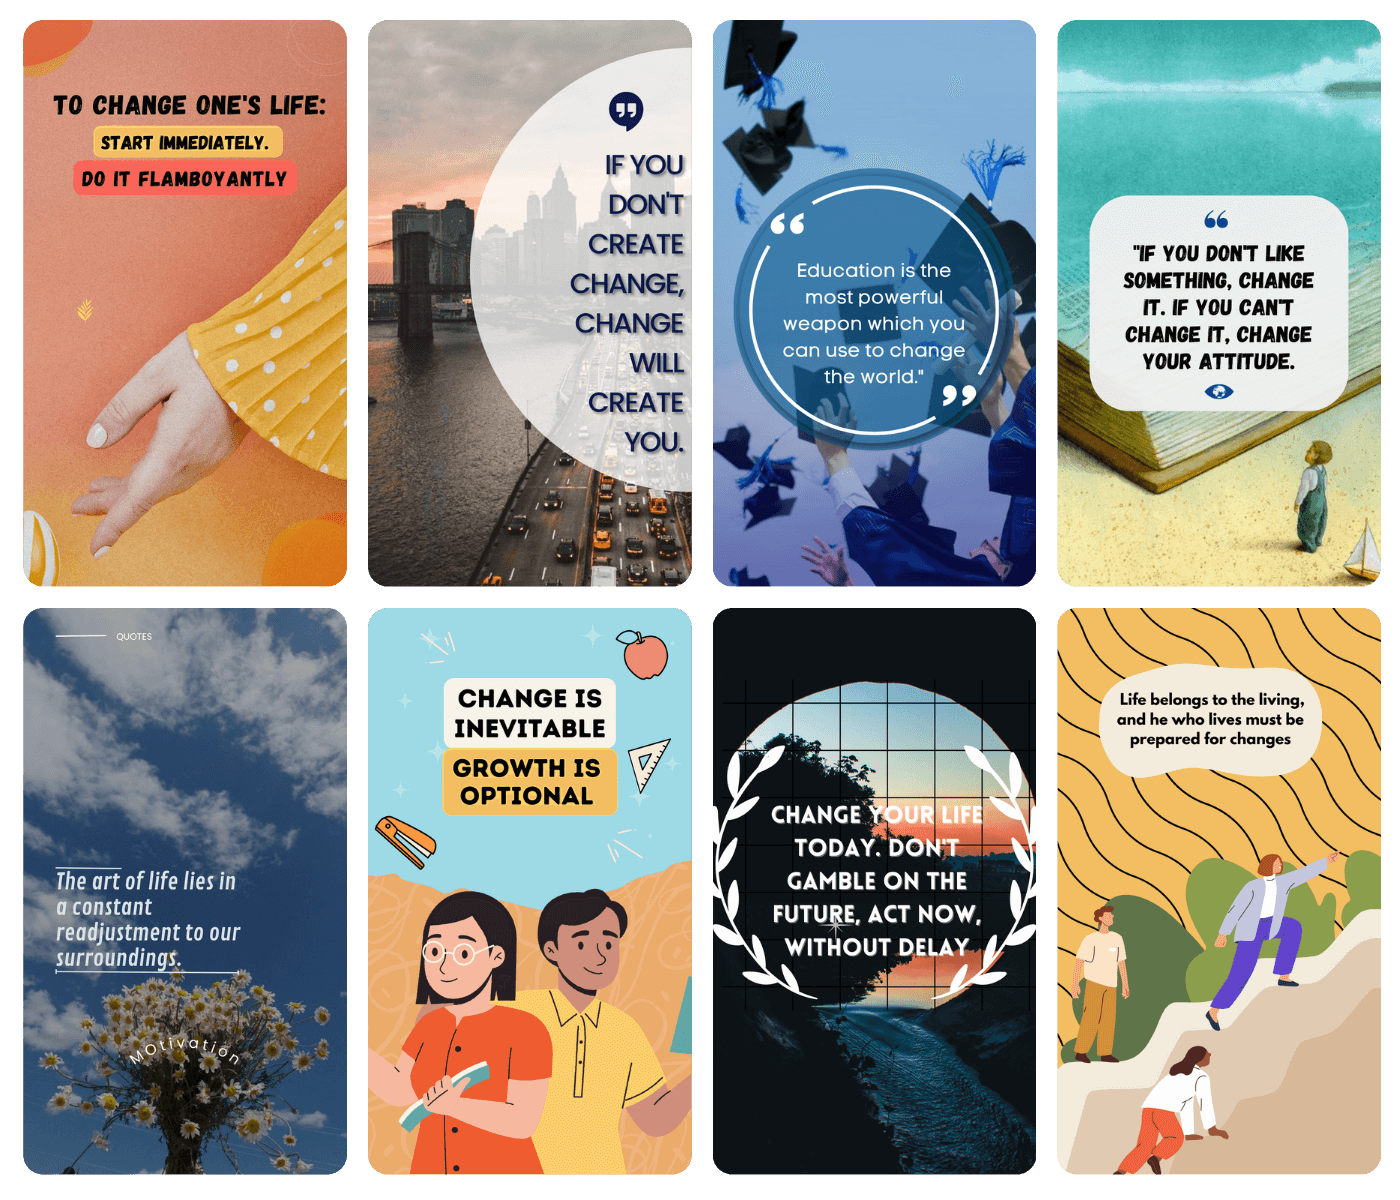 TO CHANGE ONE'S LIFE:
START IMMEDIATELY.
DO IT FLAMBOYANTLY
IF YOU
DON'T
CREATE
CHANGE,
CHANGE
WILL
CREATE
YOU.
Education is the
most powerful
weapon which you
can use to change
the world."
"IF YOU DON'T LIKE
SOMETHING, CHANGE
IT. IF YOU CAN'T
CHANGE IT, CHANGE
YOUR ATTITUDE.
QUOTES
The art of life lies in
a constant
readjustment to our
surroundings.
MOtivation
CHANGE IS
INEVITABLE
GROWTH IS
OPTIONAL
CHANGE YOUR LIFE
TODAY. DON'T
GAMBLE ON THE
FUTURE, ACT NOW,
WITHOUT DELAY
Life belongs to the living,
and he who lives must be
prepared for changes